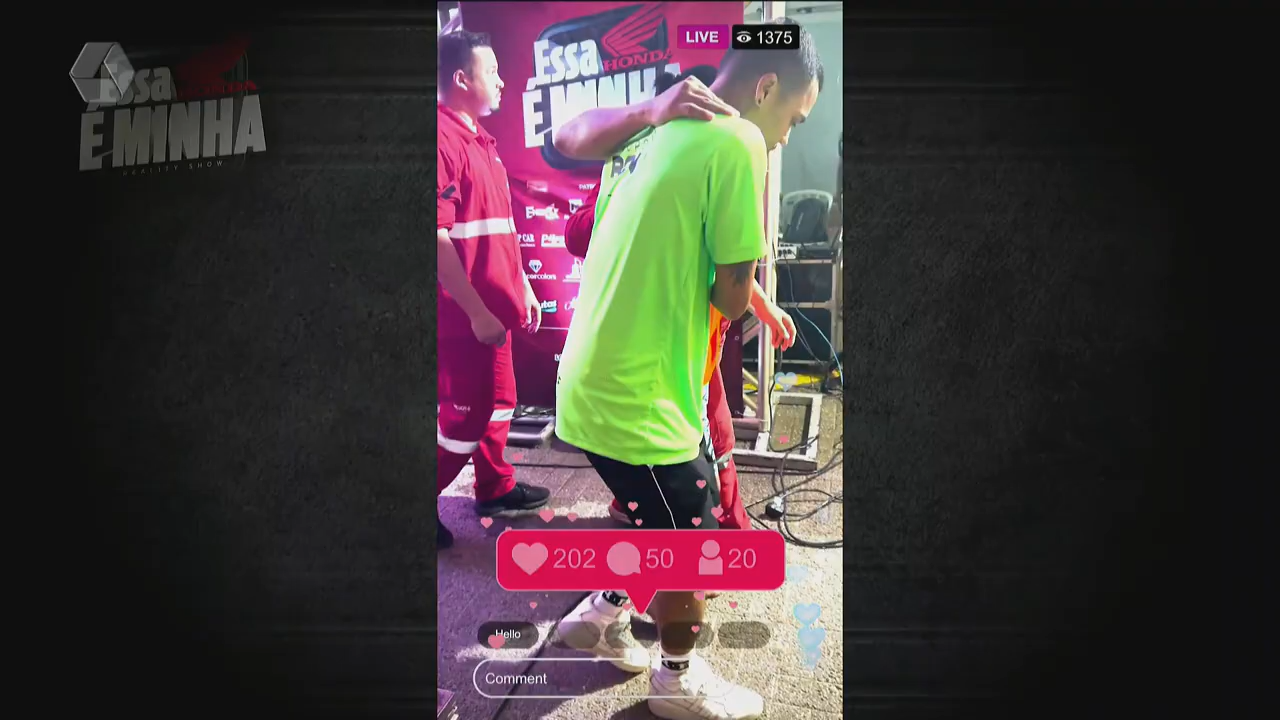 Essa
HONDA
É MINHA
REALITY SHOW
LIVE
1375
Essa
HONDA
É MINHA
202
50
20
Hello
Comment